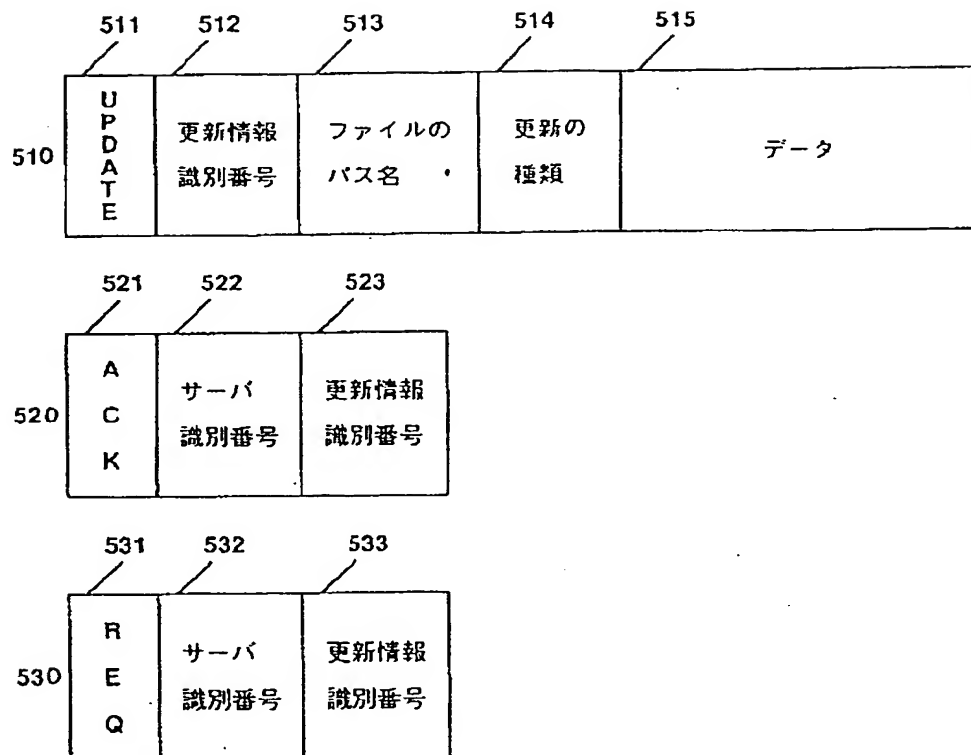 511 512 513 514 515
510
UPDATE
更新情報
識別番号
ファイルの
パス名
更新の
種類
データ
521 522 523
520
ACK
サーバ
識別番号
更新情報
識別番号
531 532 533
530
REQ
サーバ
識別番号
更新情報
識別番号